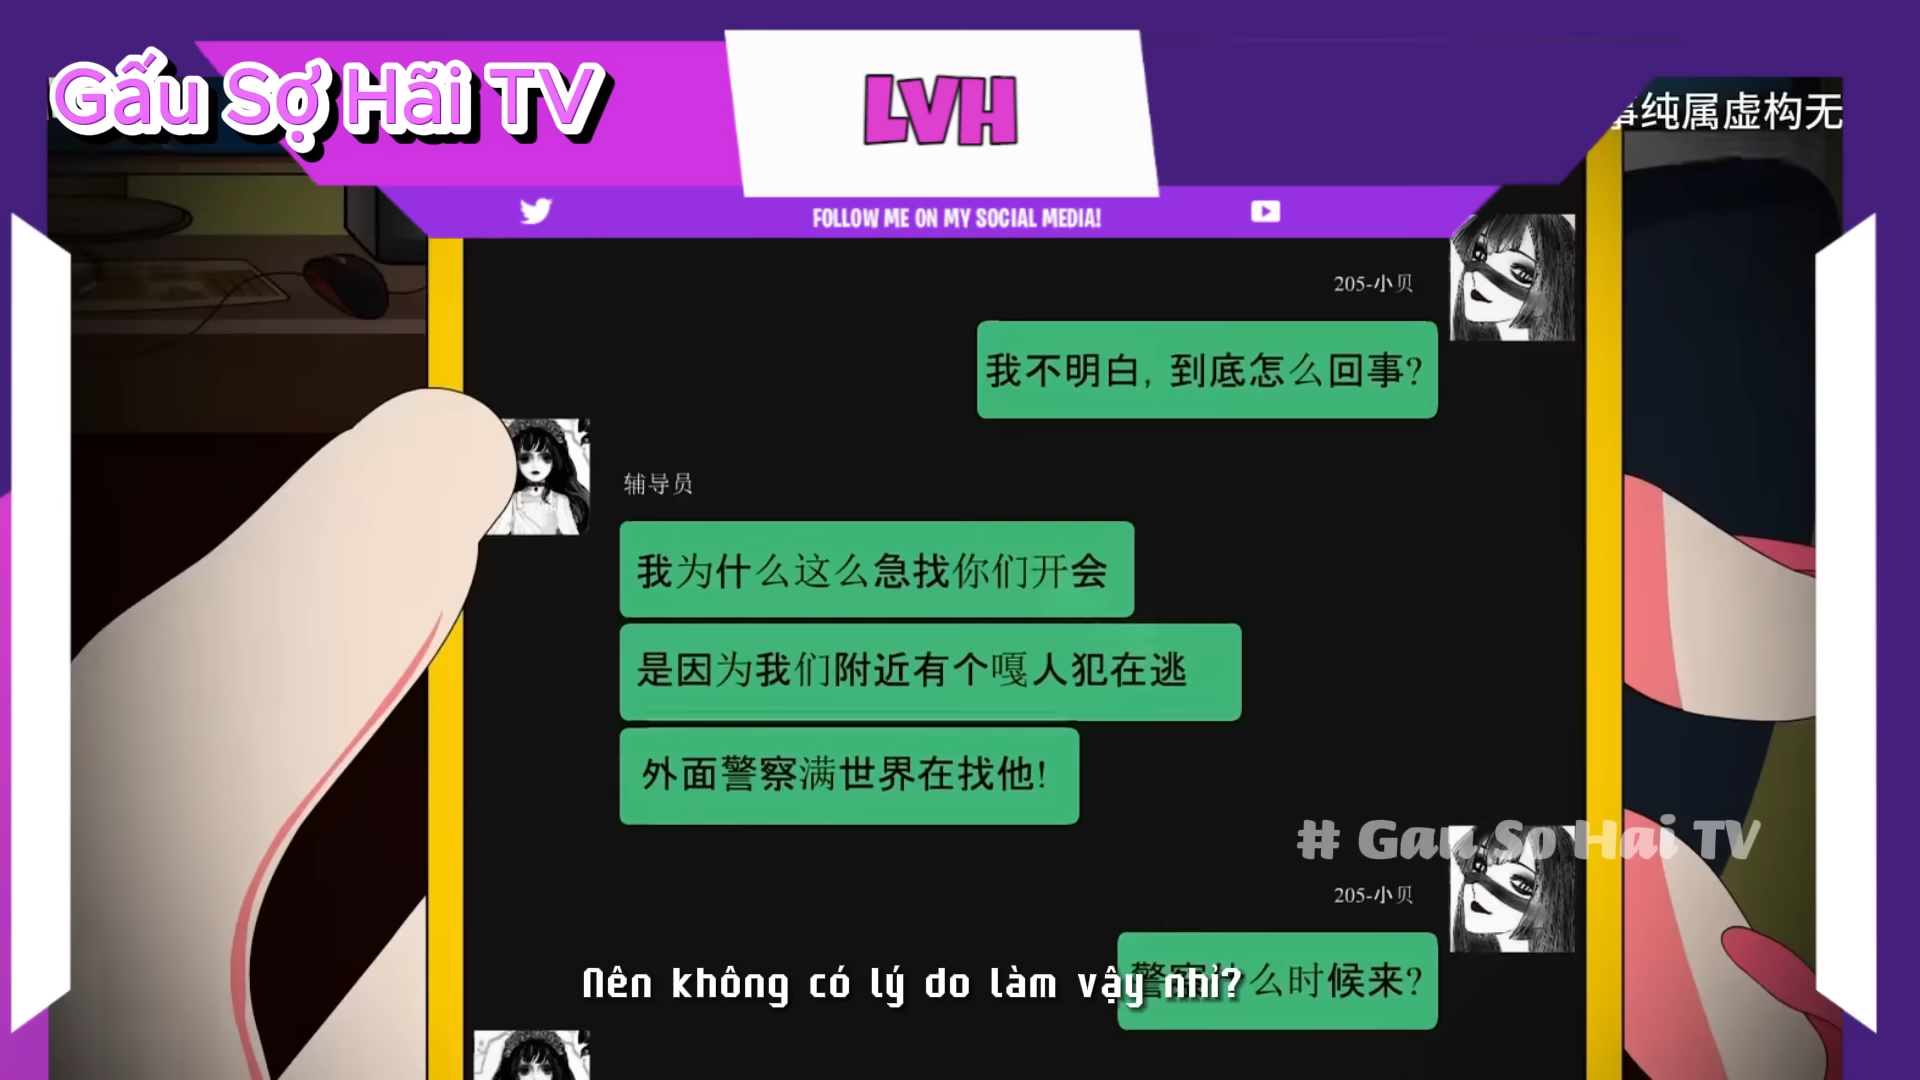 Gấu Sợ Hãi TV
LVH
纯属虚构无
FOLLOW ME ON MY SOCIAL MEDIA!
205-小贝
我不明白, 到底怎么回事?
辅导员
我为什么这么急找你们开会
是因为我们附近有个嘎人犯在逃
外面警察满世界在找他!
# Gau So Hai TV
205-小贝
警察什么时候来?
Nên không có lý do làm vậy nhỉ?